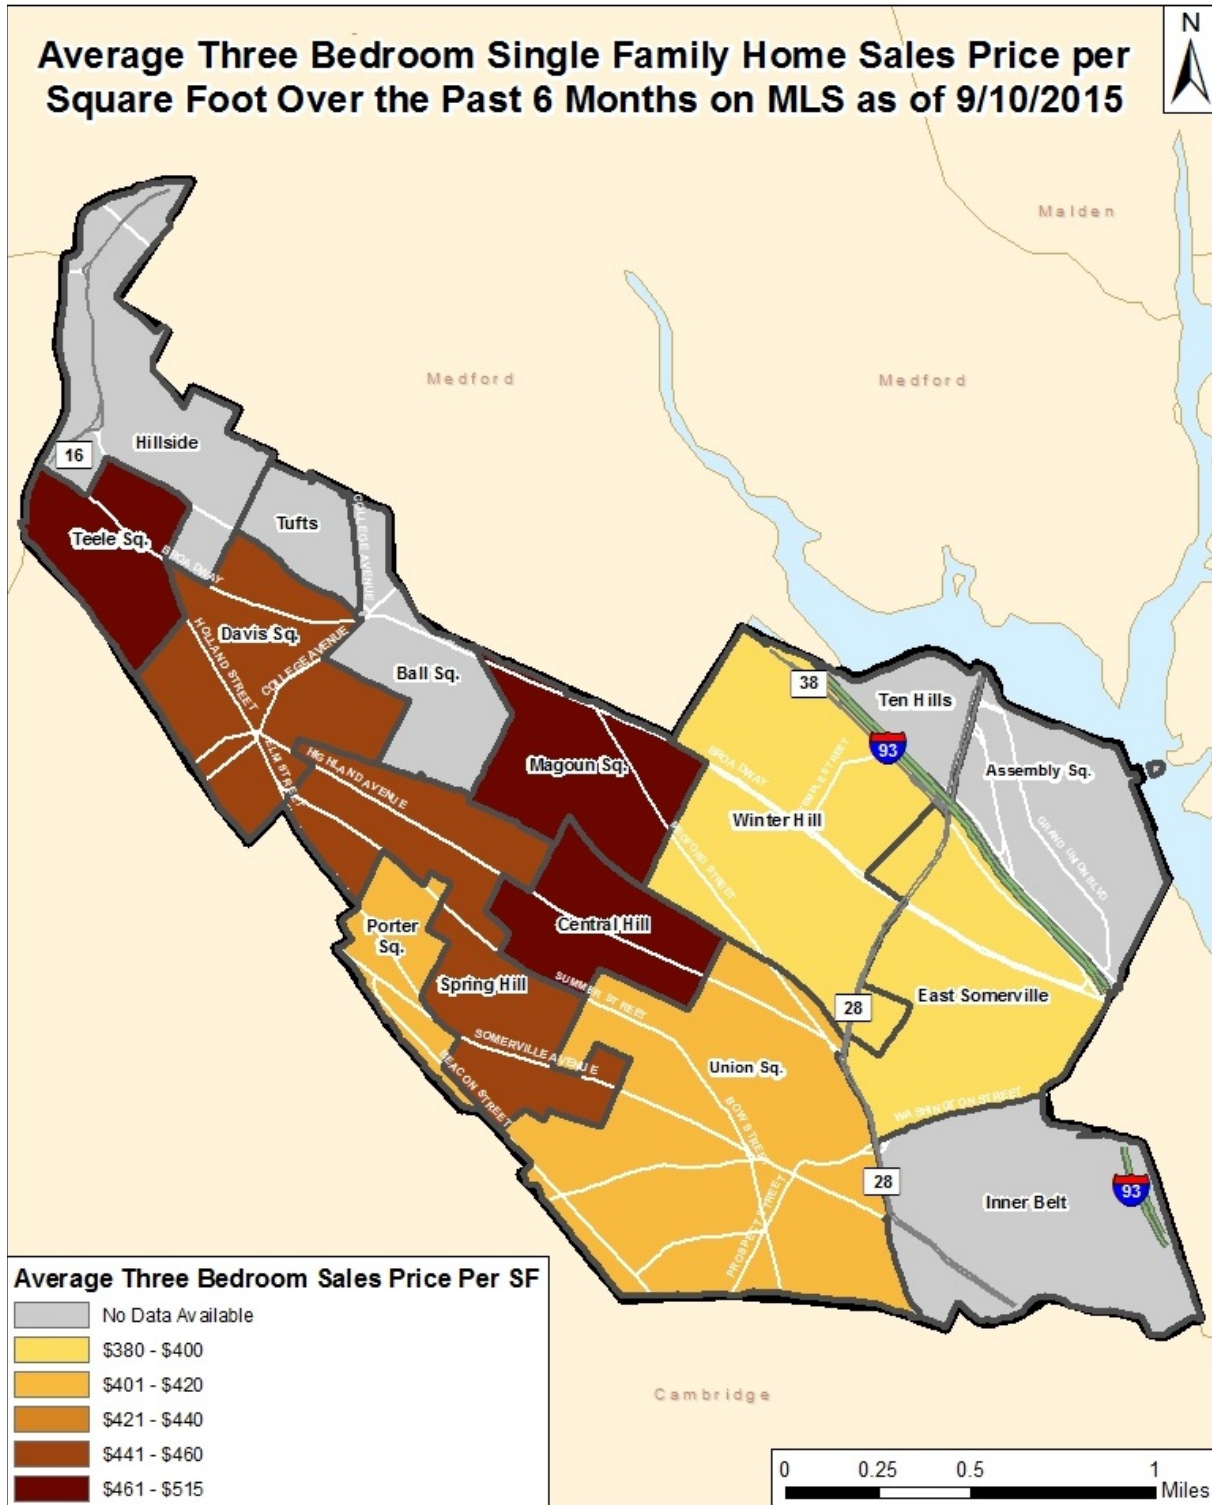 Average Three Bedroom Single Family Home Sales Price per
Square Foot Over the Past 6 Months on MLS as of 9/10/2015
N
Malden
Medford
Medford
Hillside
16
Tufts
COLLEGE AVENUE
Teele Sq.
BROADWAY
Davis Sq.
HOLLAND STREET
COLLEGE AVENUE
Ball Sq.
38
Ten Hills
93
Assembly Sq.
ELM STREET
HIGHLAND AVENUE
Magoun Sq.
BROADWAY
TEMPLE STREET
Winter Hill
MEDFORD STREET
GRAND UNION BLVD
Porter
Sq.
Central Hill
Spring Hill
SUMMER STREET
East Somerville
28
SOMERVILLE AVENUE
BEACON STREET
Union Sq.
BOW STREET
WASHINGTON STREET
28
Inner Belt
93
PROSPECT STREET
Cambridge
Average Three Bedroom Sales Price Per SF
No Data Available
$380 - $400
$401 - $420
$421 - $440
$441 - $460
$461 - $515
0 0.25 0.5 1
Miles